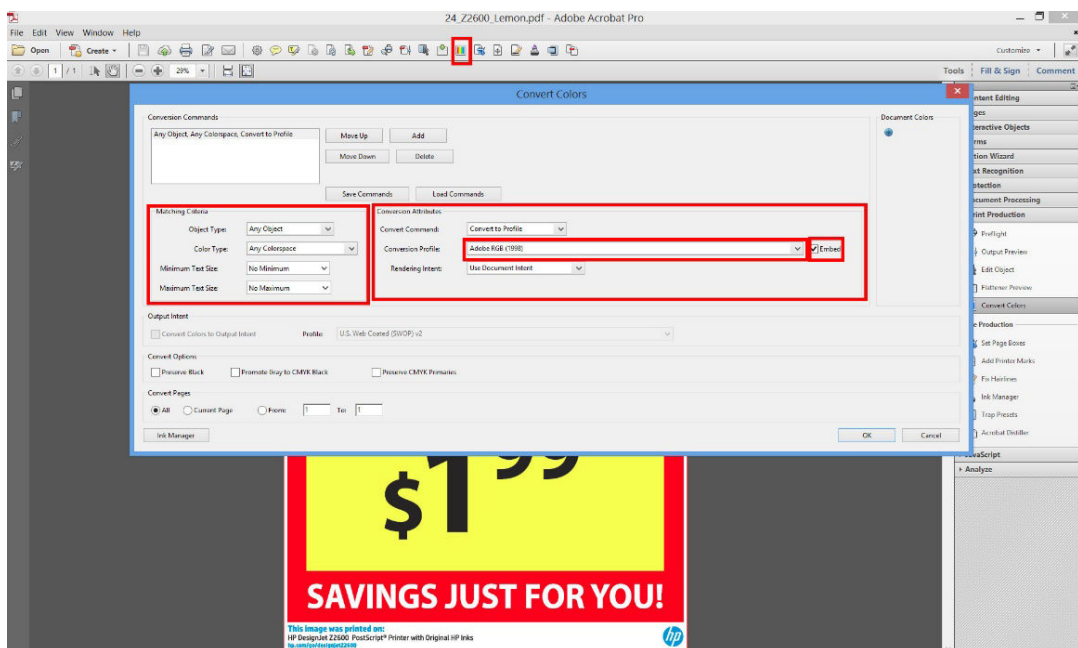 24_Z2600_Lemon.pdf - Adobe Acrobat Pro
File Edit View Window Help
Open Create Customize
1 / 1 29% Tools Fill & Sign Comment
Convert Colors
Conversion Commands Document Colors
Any Object, Any Colorspace, Convert to Profile
Move Up Add
Move Down Delete
Save Commands Load Commands
Matching Criteria Conversion Attributes
Object Type: Any Object Convert Command: Convert to Profile
Color Type: Any Colorspace Conversion Profile: Adobe RGB (1998) Embed
Minimum Text Size: No Minimum Rendering Intent: Use Document Intent
Maximum Text Size: No Maximum
Output Intent
Convert Colors to Output Intent Profile: U.S. Web Coated (SWOP) v2
Convert Options
Preserve Black Promote Gray to CMYK Black Preserve CMYK Primaries
Convert Pages
All Current Page From: 1 To: 1
Ink Manager OK Cancel
ntent Editing
ges
teractive Objects
rms
tion Wizard
xt Recognition
otection
cument Processing
rint Production
Preflight
Output Preview
Edit Object
Flattener Preview
Convert Colors
e Production
Set Page Boxes
Add Printer Marks
Fix Hairlines
Ink Manager
Trap Presets
Acrobat Distiller
JavaScript
Analyze
$1 99
SAVINGS JUST FOR YOU!
This image was printed on:
HP DesignJet Z2600 PostScript® Printer with Original HP Inks
hp.com/go/designjetz2600
hp